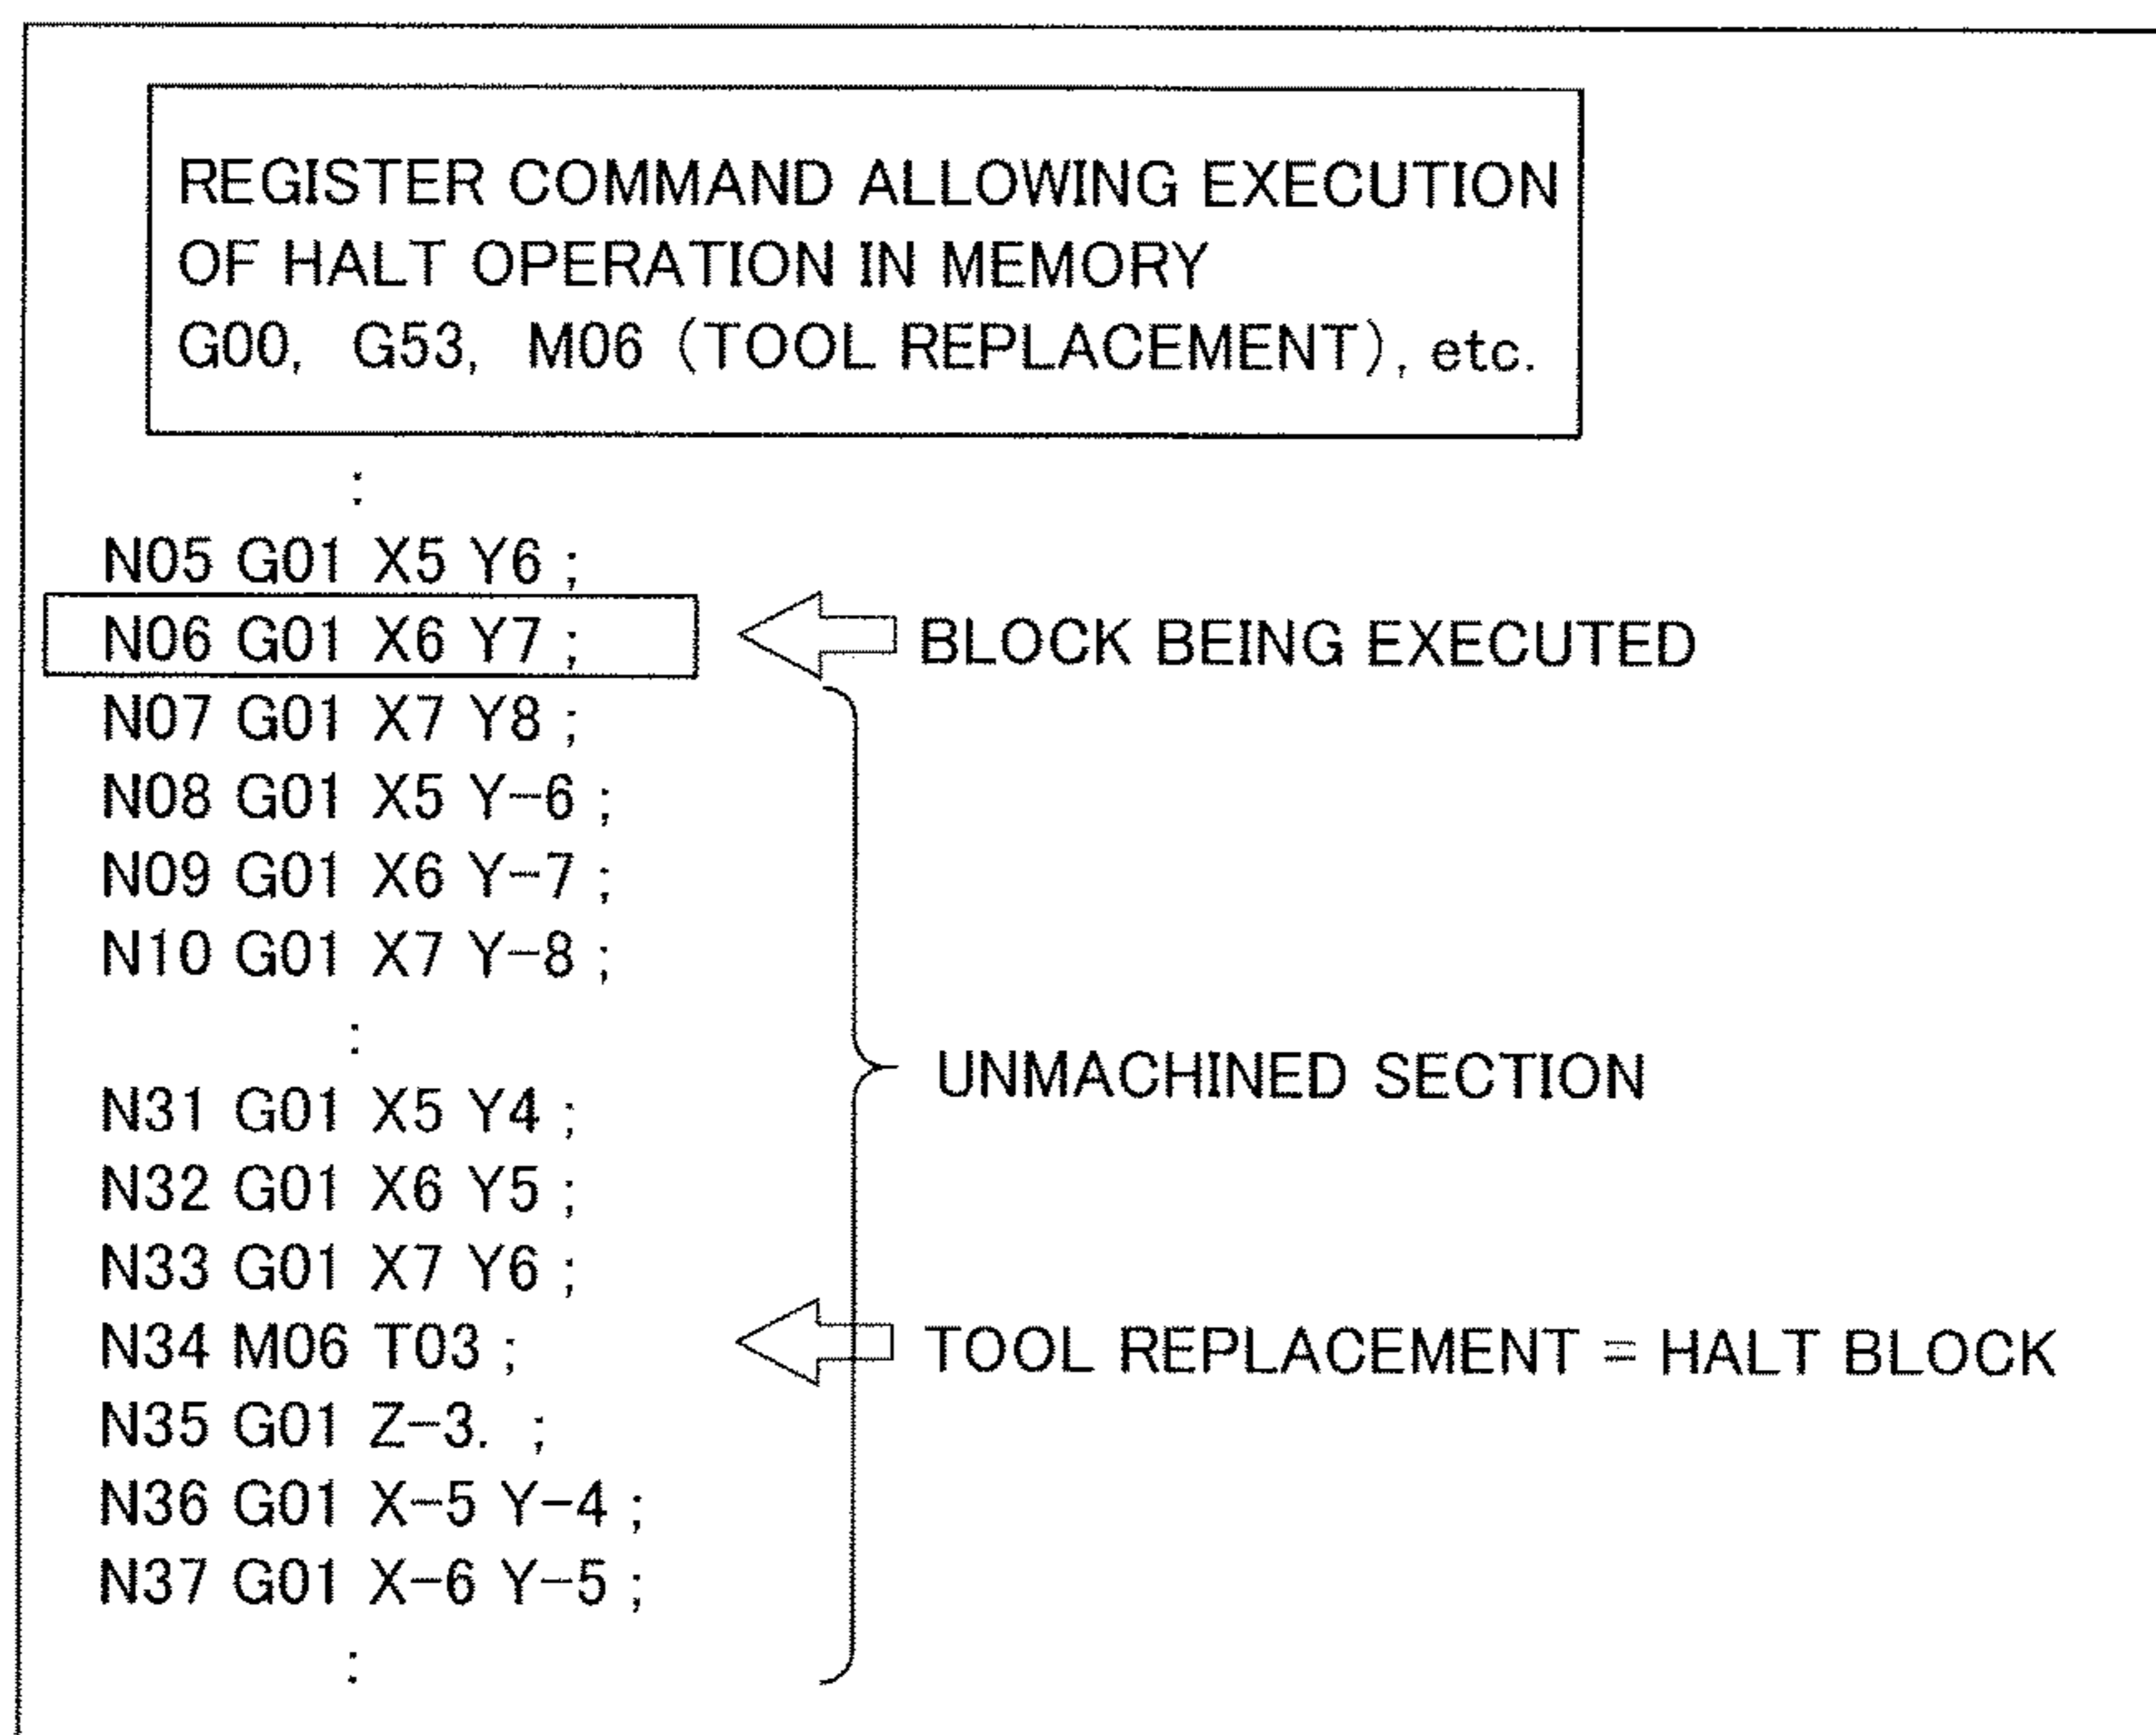 REGISTER COMMAND ALLOWING EXECUTION
OF HALT OPERATION IN MEMORY
G00, G53, M06 (TOOL REPLACEMENT), etc.
:
N05 G01 X5 Y6 ;
N06 G01 X6 Y7 ; BLOCK BEING EXECUTED
N07 G01 X7 Y8 ;
N08 G01 X5 Y-6 ;
N09 G01 X6 Y-7 ;
N10 G01 X7 Y-8 ;
:
UNMACHINED SECTION
N31 G01 X5 Y4 ;
N32 G01 X6 Y5 ;
N33 G01 X7 Y6 ;
N34 M06 T03 ; TOOL REPLACEMENT = HALT BLOCK
N35 G01 Z-3. ;
N36 G01 X-5 Y-4 ;
N37 G01 X-6 Y-5 ;
: